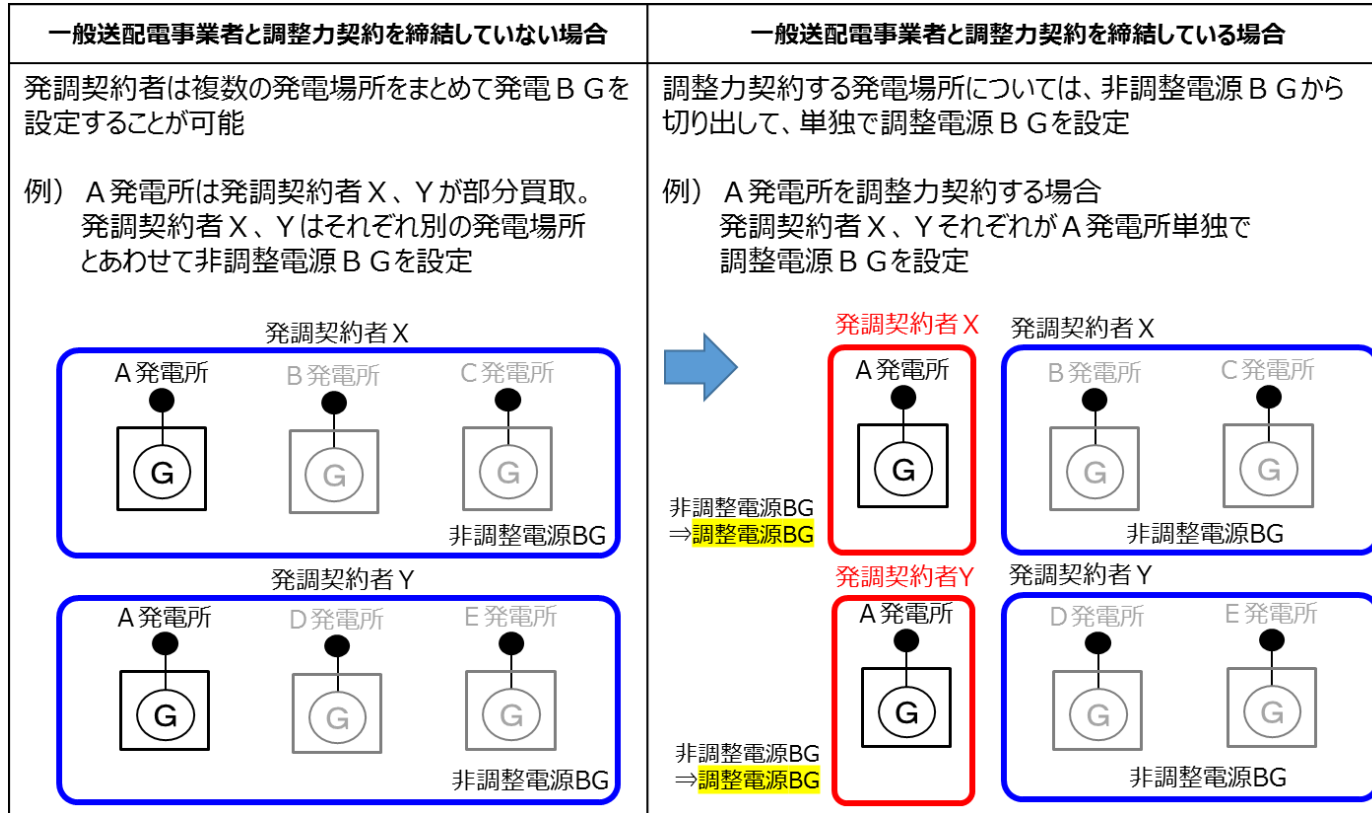 一般送配電事業者と調整力契約を締結していない場合
発調契約者は複数の発電場所をまとめて発電ＢＧを
設定することが可能
例） Ａ発電所は発調契約者Ｘ、Ｙが部分買取。
発調契約者Ｘ、Ｙはそれぞれ別の発電場所
とあわせて非調整電源ＢＧを設定
発調契約者Ｘ
Ａ発電所 Ｂ発電所 Ｃ発電所
G G G
非調整電源BG
発調契約者Ｙ
Ａ発電所 Ｄ発電所 Ｅ発電所
G G G
非調整電源BG
一般送配電事業者と調整力契約を締結している場合
調整力契約する発電場所については、非調整電源ＢＧから
切り出して、単独で調整電源ＢＧを設定
例） Ａ発電所を調整力契約する場合
発調契約者Ｘ、ＹそれぞれがＡ発電所単独で
調整電源ＢＧを設定
発調契約者Ｘ 発調契約者Ｘ
Ａ発電所 Ｂ発電所 Ｃ発電所
G G G
非調整電源BG
⇒調整電源BG
非調整電源BG
発調契約者Y 発調契約者Ｙ
Ａ発電所 Ｄ発電所 Ｅ発電所
G G G
非調整電源BG
⇒調整電源BG
非調整電源BG